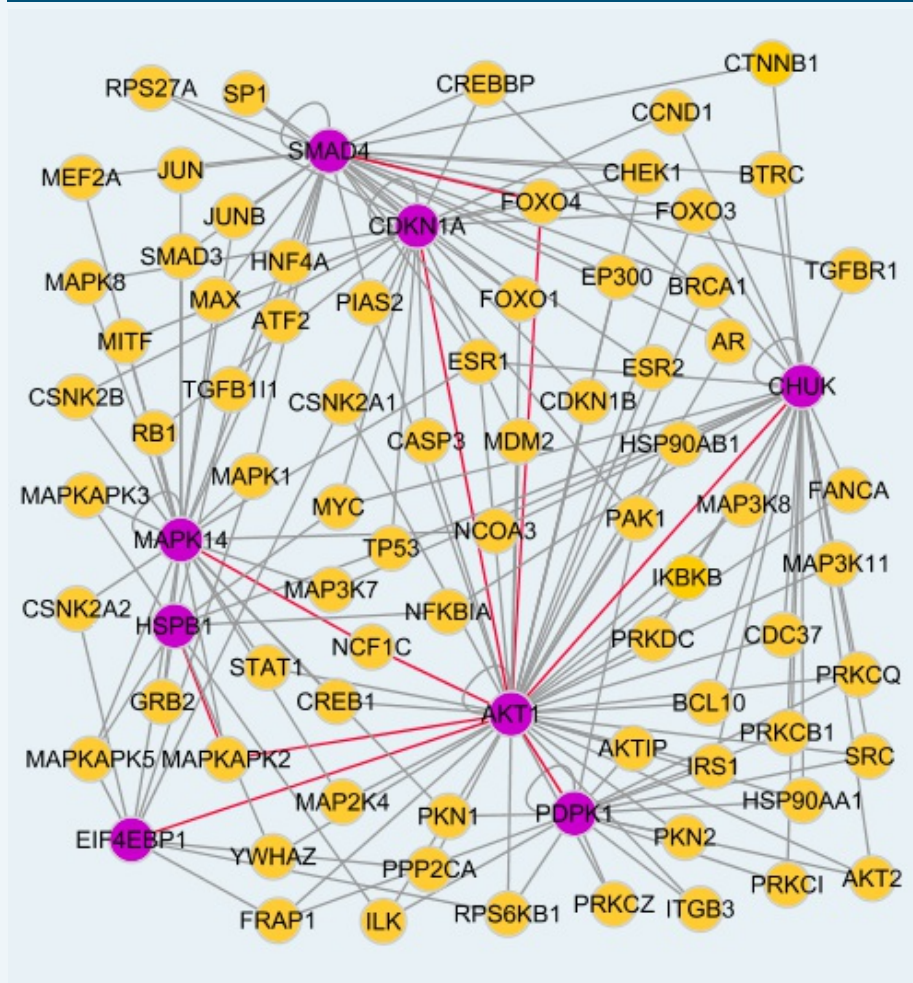 CTNNB1
RPS27A
SP1
CREBBP
CCND1
SMAD4
MEF2A
JUN
CHEK1
BTRC
FOXO4
JUNB
CDKN1A
FOXO3
SMAD3
HNF4A
MAPK8
MAX
PIAS2
FOXO1
EP300
BRCA1
TGFBR1
ATF2
MITF
AR
ESR1
ESR2
CSNK2B
TGFB1I1
CSNK2A1
CDKN1B
CHUK
RB1
CASP3
MDM2
HSP90AB1
MAPK1
MAPKAPK3
MYC
MAP3K8
FANCA
MAPK14
TP53
NCOA3
PAK1
MAP3K7
IKBKB
MAP3K11
CSNK2A2
HSPB1
NFKBIA
NCF1C
PRKDC
CDC37
STAT1
PRKCQ
GRB2
CREB1
AKT1
BCL10
MAPKAPK5
MAPKAPK2
AKTIP
PRKCB1
IRS1
SRC
MAP2K4
PKN1
PDPK1
HSP90AA1
EIF4EBP1
YWHAZ
PPP2CA
PKN2
PRKCI
AKT2
FRAP1
ILK
RPS6KB1
PRKCZ
ITGB3